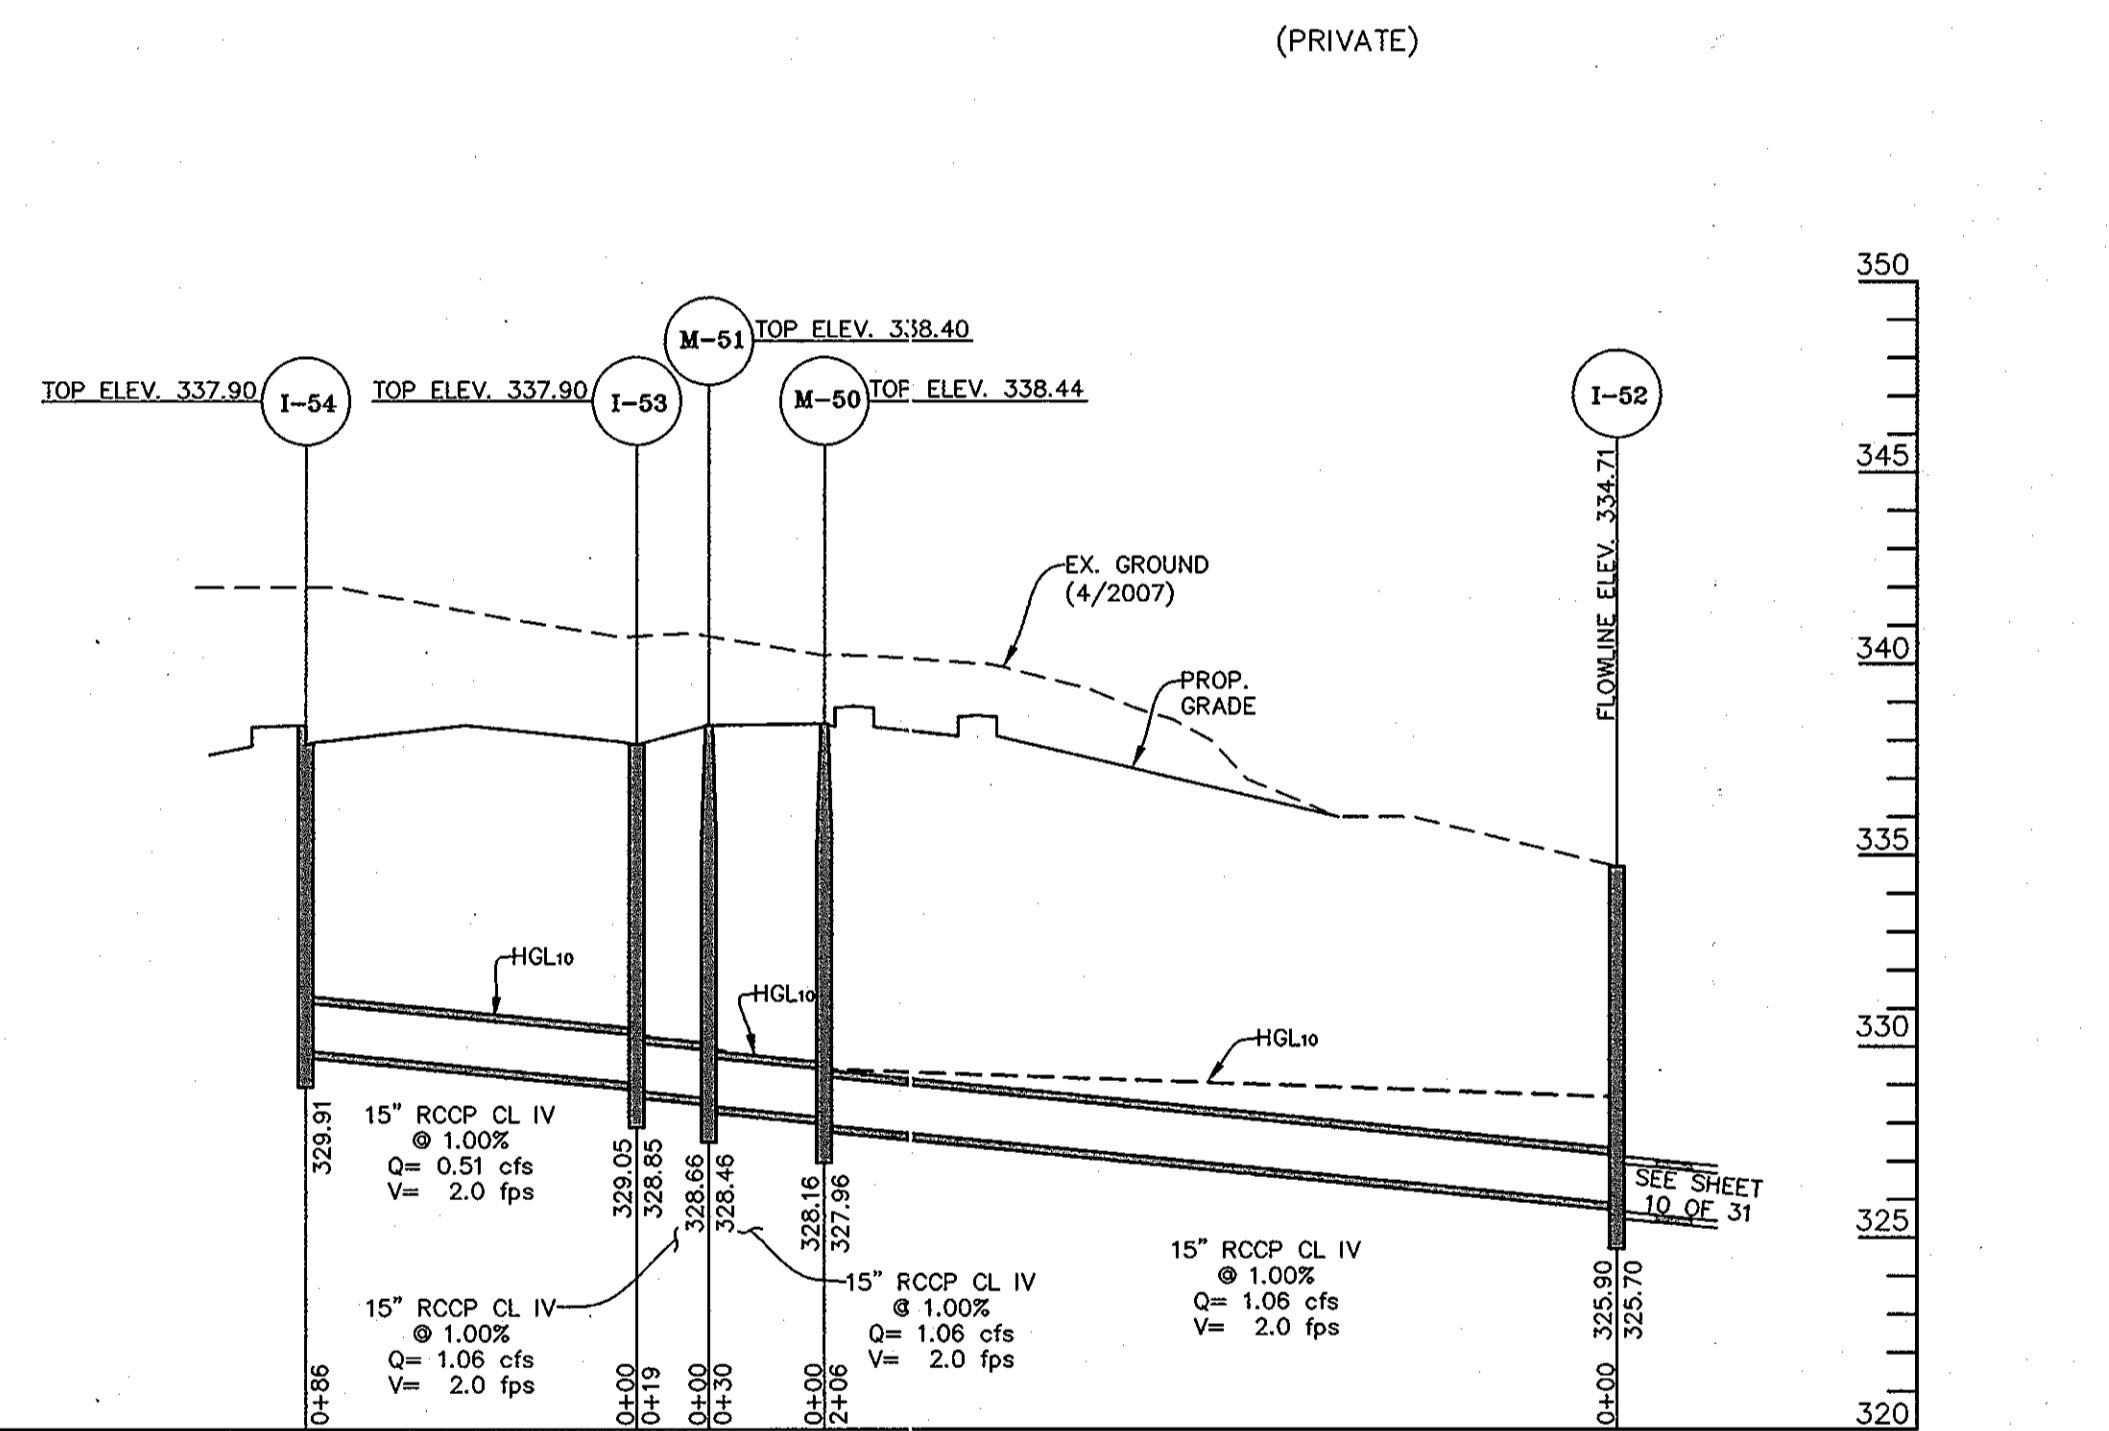 (PRIVATE)
350
M-51
TOP ELEV. 338.40
TOP ELEV. 337.90
I-54
TOP ELEV. 337.90
I-53
M-50
TOP ELEV. 338.44
I-52
FLOWLINE ELEV. 334.71
345
EX. GROUND
(4/2007)
340
PROP.
GRADE
335
HGL10
HGL10
HGL10
330
329.91
15" RCCP CL IV
@ 1.00%
Q= 0.51 cfs
V= 2.0 fps
329.05
328.85
328.66
328.46
328.16
327.96
SEE SHEET
10 OF 31
325
15" RCCP CL IV
@ 1.00%
Q= 1.06 cfs
V= 2.0 fps
15" RCCP CL IV
@ 1.00%
Q= 1.06 cfs
V= 2.0 fps
15" RCCP CL IV
@ 1.00%
Q= 1.06 cfs
V= 2.0 fps
325.90
325.70
0+86
0+00
0+19
0+00
0+30
0+00
2+06
0+00
320